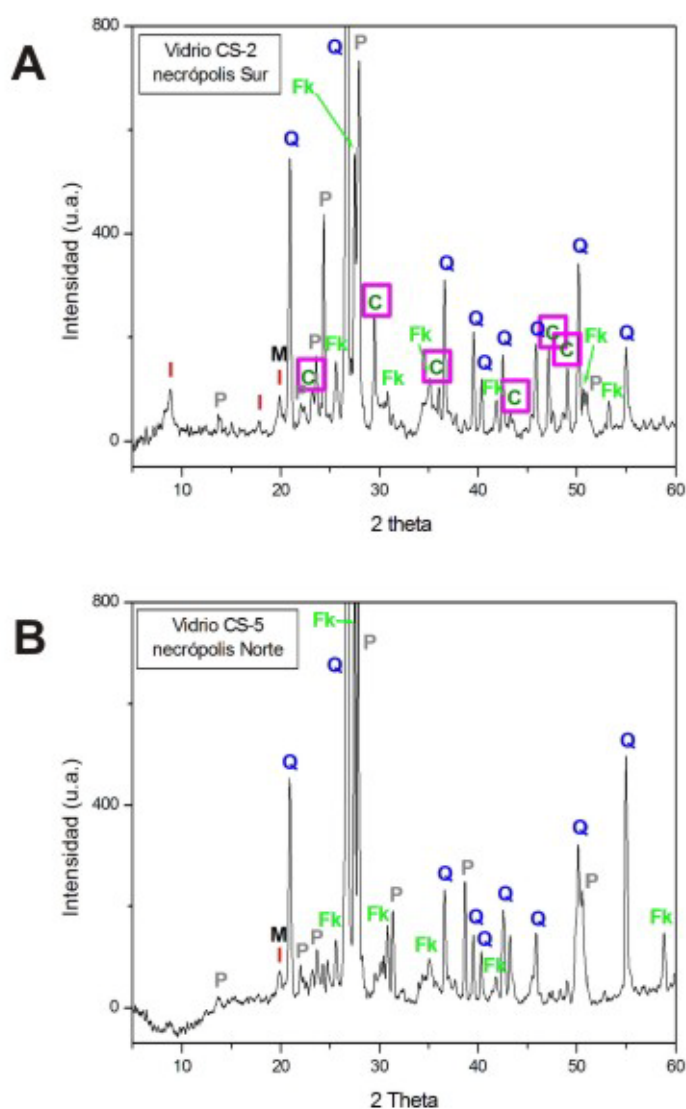 A
Vidrio CS-2
necrópolis Sur
Q
P
Fk
Q
P
C
Q
Q
Fk
C
C
Q
Q
Q
C
Fk
Q
I
M
I
I
P
C
P
Fk
Fk
Q
Fk
C
P
Fk
Intensidad (u.a.)
800
400
0
10
20
30
40
50
60
2 theta
B
Vidrio CS-5
necrópolis Norte
Fk
P
Q
Q
Q
Q
P
Q
Q
P
Fk
P
Q
Q
Q
Fk
M
I
P
P
P
Fk
Fk
Q
Fk
Fk
Intensidad (u.a.)
800
400
0
10
20
30
40
50
60
2 Theta